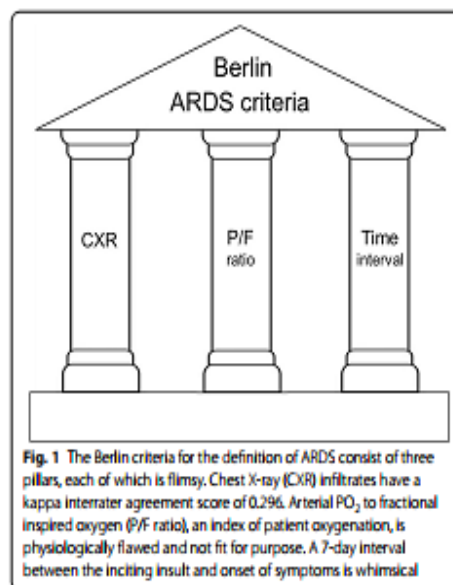 Berlin
ARDS criteria
CXR
P/F
ratio
Time
interval
Fig. 1 The Berlin criteria for the definition of ARDS consist of three
pillars, each of which is flimsy. Chest X-ray (CXR) infiltrates have a
kappa interrater agreement score of 0.296. Arterial PO₂ to fractional
inspired oxygen (P/F ratio), an index of patient oxygenation, is
physiologically flawed and not fit for purpose. A 7-day interval
between the inciting insult and onset of symptoms is whimsical